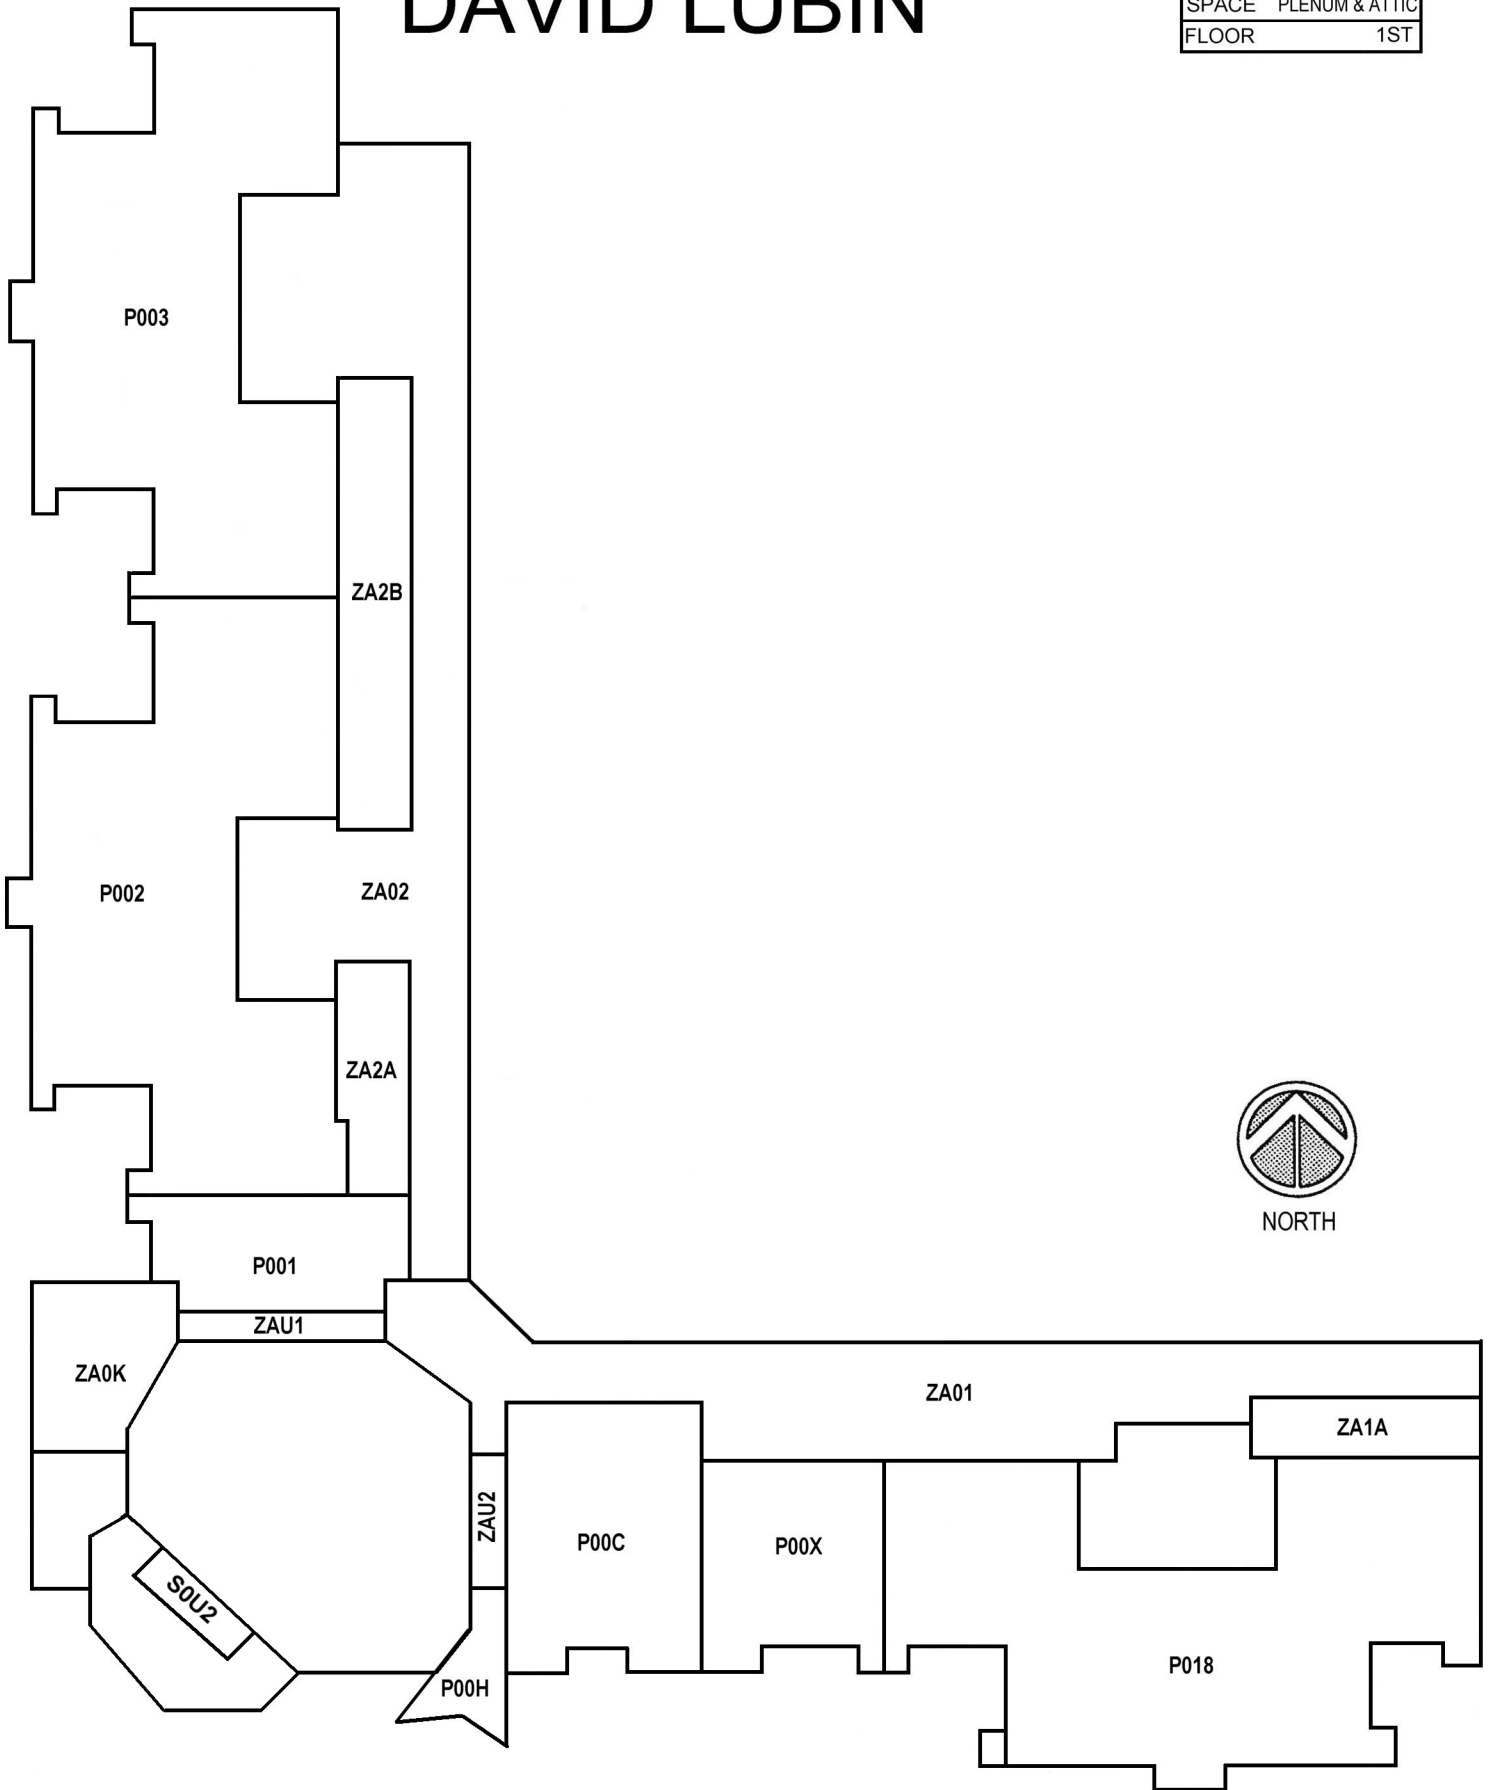 DAVID LUBIN
SPACE PLENUM & ATTIC
FLOOR 1ST
P003
ZA2B
P002
ZA02
ZA2A
NORTH
P001
ZAU1
ZA0K
ZA01
ZA1A
ZAU2
P00C
P00X
S0U2
P018
P00H